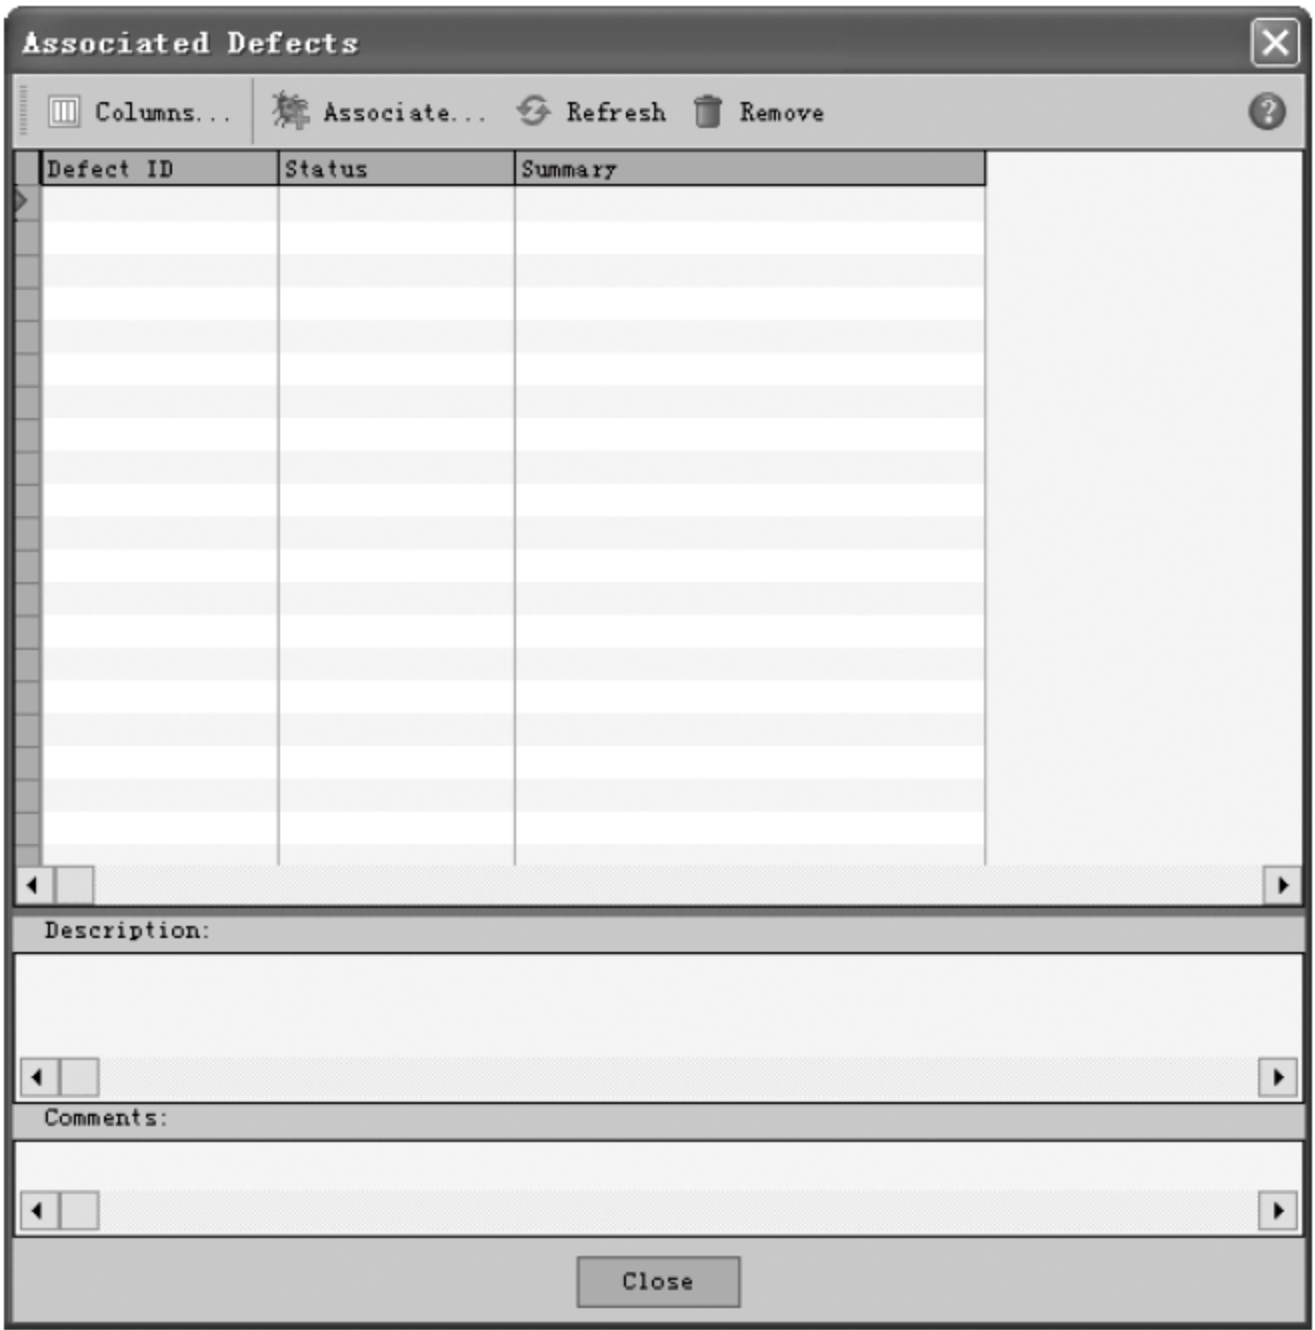 Associated Defects
Columns... Associate... Refresh Remove
Defect ID Status Summary
Description:
Comments:
Close